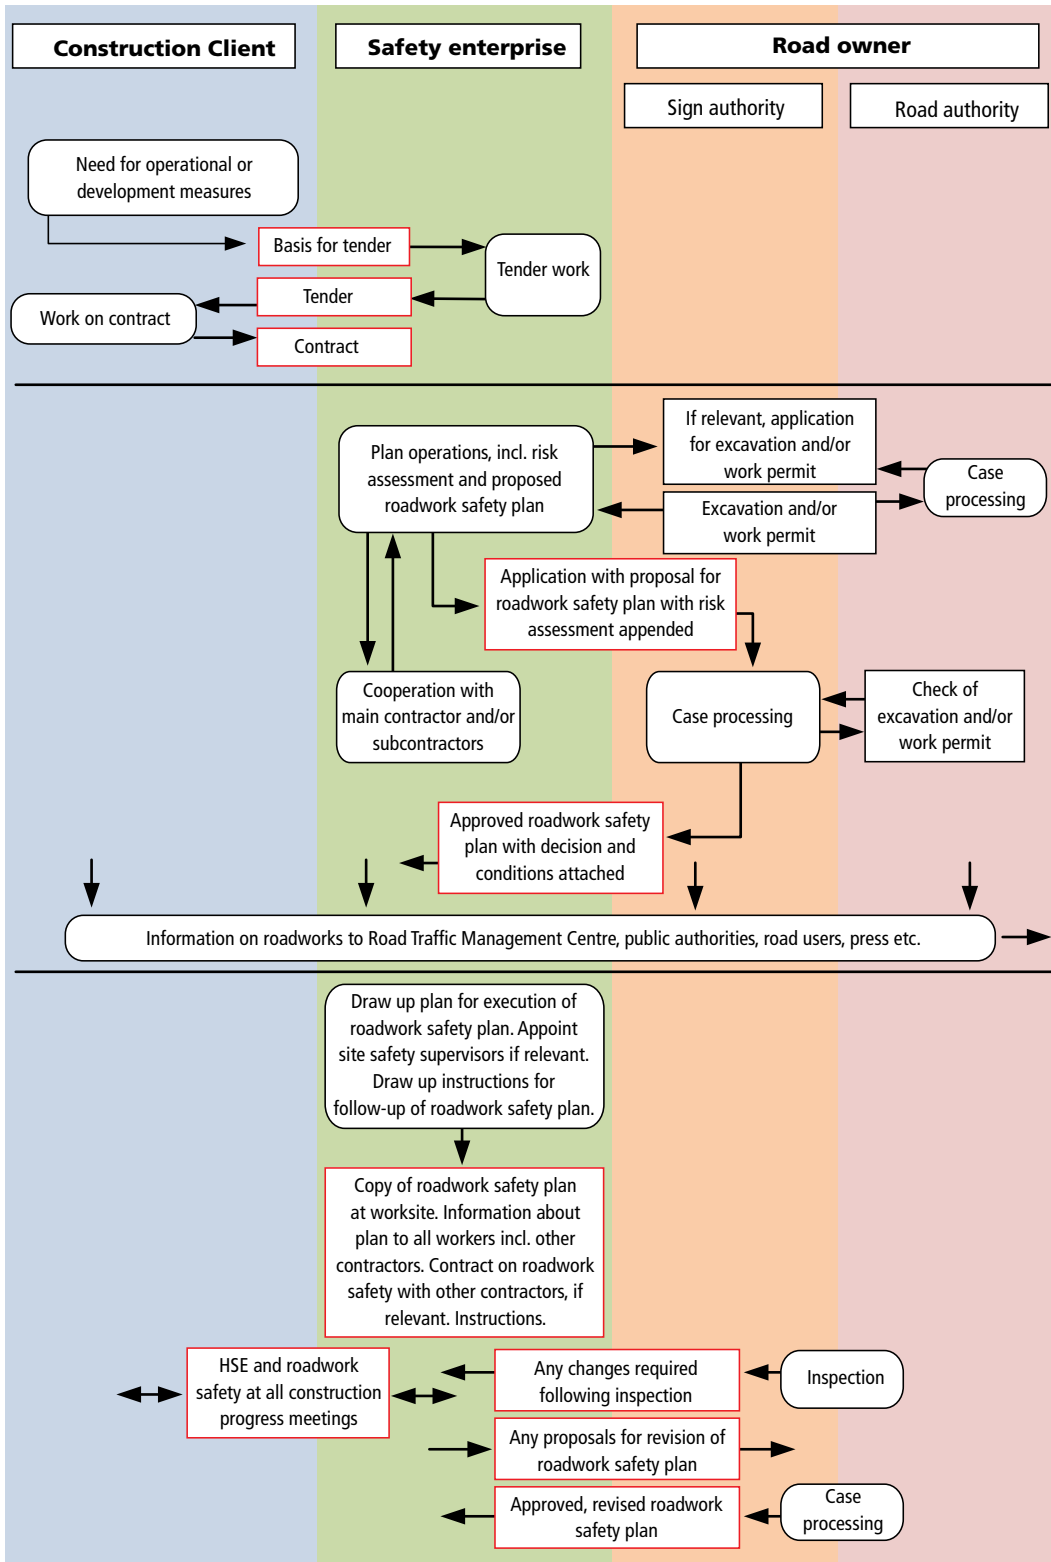 Construction Client
Safety enterprise
Road owner
Sign authority
Road authority
Need for operational or
development measures
Basis for tender
Tender work
Tender
Work on contract
Contract
If relevant, application
for excavation and/or
work permit
Plan operations, incl. risk
assessment and proposed
roadwork safety plan
Case
processing
Excavation and/or
work permit
Application with proposal for
roadwork safety plan with risk
assessment appended
Cooperation with
main contractor and/or
subcontractors
Case processing
Check of
excavation and/or
work permit
Approved roadwork safety
plan with decision and
conditions attached
Information on roadworks to Road Traffic Management Centre, public authorities, road users, press etc.
Draw up plan for execution of
roadwork safety plan. Appoint
site safety supervisors if relevant.
Draw up instructions for
follow-up of roadwork safety plan.
Copy of roadwork safety plan
at worksite. Information about
plan to all workers incl. other
contractors. Contract on roadwork
safety with other contractors, if
relevant. Instructions.
HSE and roadwork
safety at all construction
progress meetings
Any changes required
following inspection
Inspection
Any proposals for revision of
roadwork safety plan
Approved, revised roadwork
safety plan
Case
processing